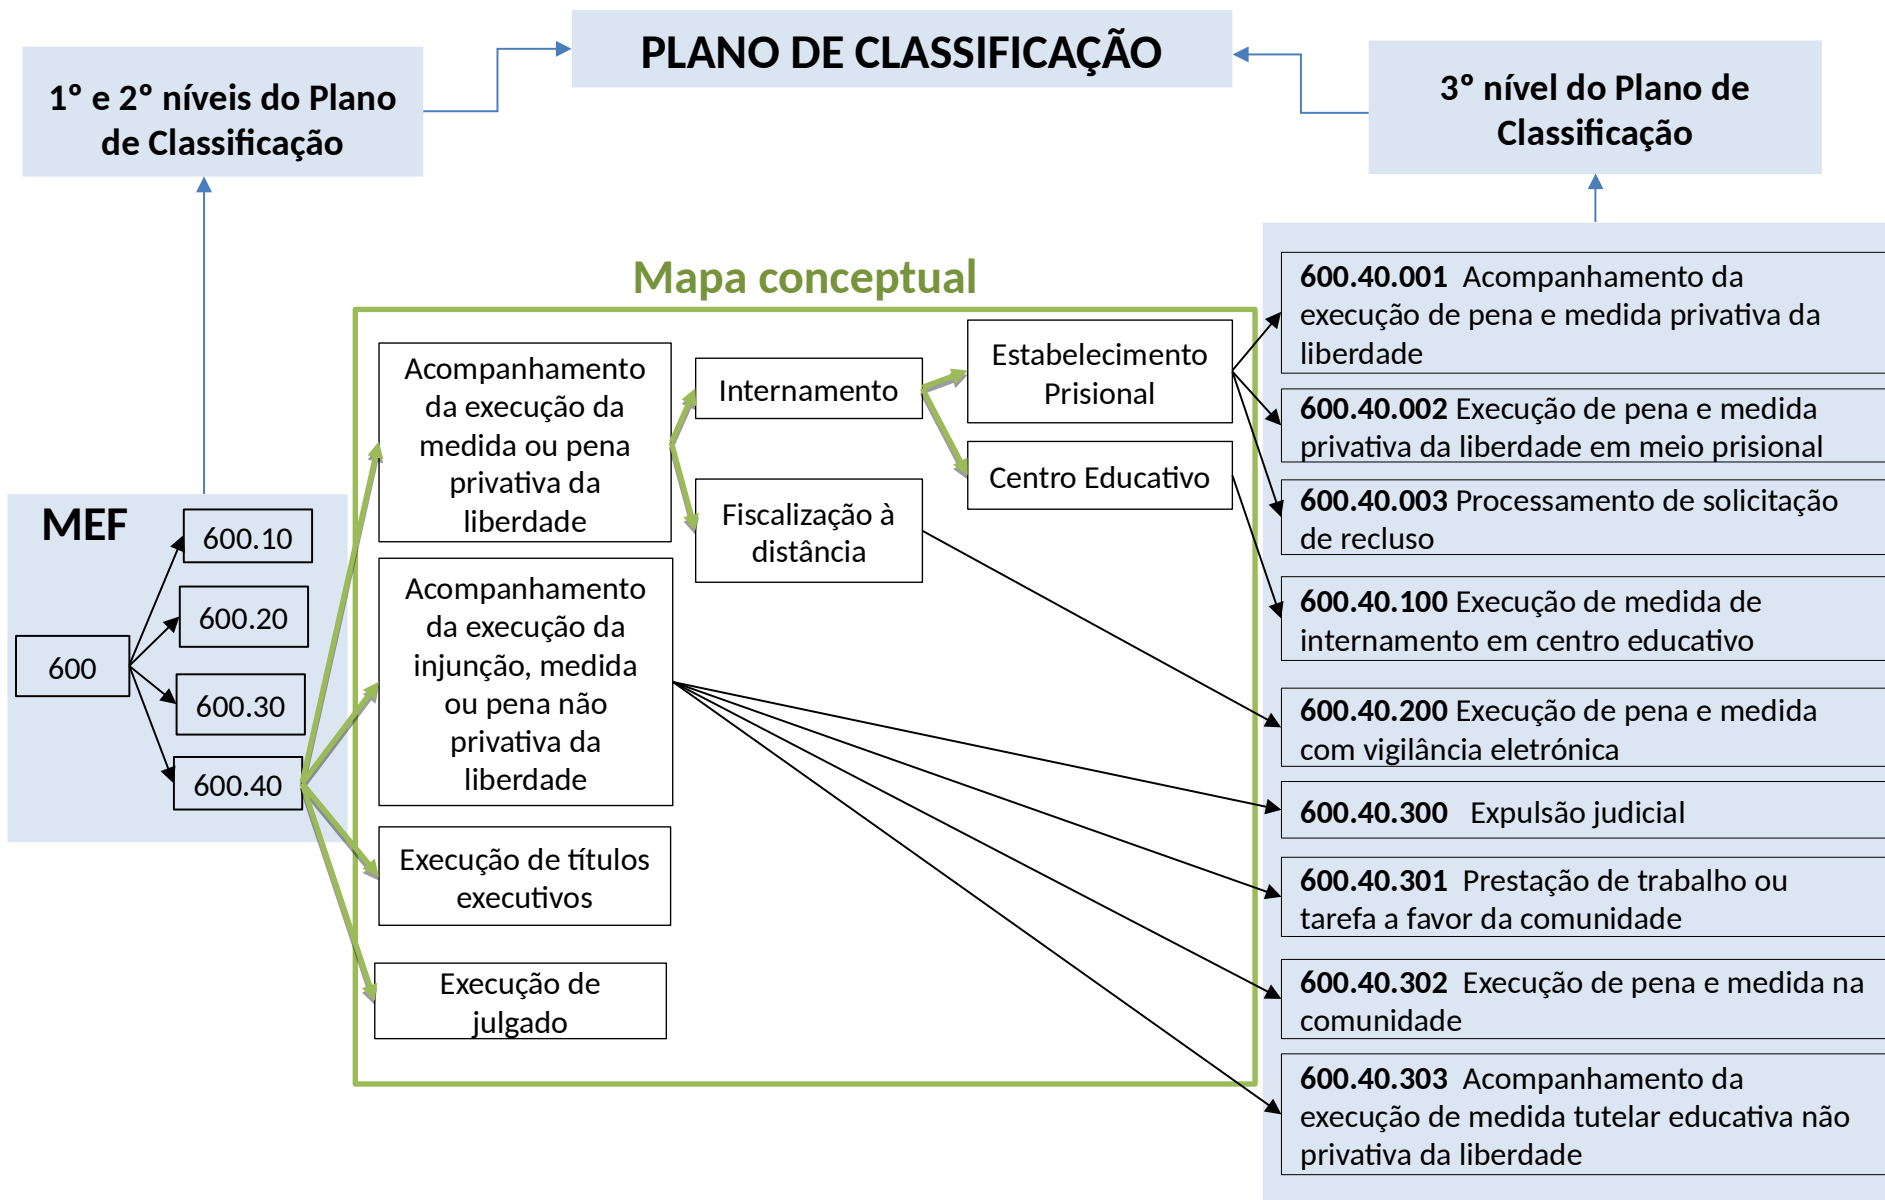 PLANO DE CLASSIFICAÇÃO
1º e 2º níveis do Plano
de Classificação
3º nível do Plano de
Classificação
Mapa conceptual
MEF
600
600.10
600.20
600.30
600.40
Acompanhamento
da execução da
medida ou pena
privativa da
liberdade
Acompanhamento
da execução da
injunção, medida
ou pena não
privativa da
liberdade
Execução de títulos
executivos
Execução de
julgado
Internamento
Fiscalização à
distância
Estabelecimento
Prisional
Centro Educativo
600.40.001 Acompanhamento da
execução de pena e medida privativa da
liberdade
600.40.002 Execução de pena e medida
privativa da liberdade em meio prisional
600.40.003 Processamento de solicitação
de recluso
600.40.100 Execução de medida de
internamento em centro educativo
600.40.200 Execução de pena e medida
com vigilância eletrónica
600.40.300 Expulsão judicial
600.40.301 Prestação de trabalho ou
tarefa a favor da comunidade
600.40.302 Execução de pena e medida na
comunidade
600.40.303 Acompanhamento da
execução de medida tutelar educativa não
privativa da liberdade